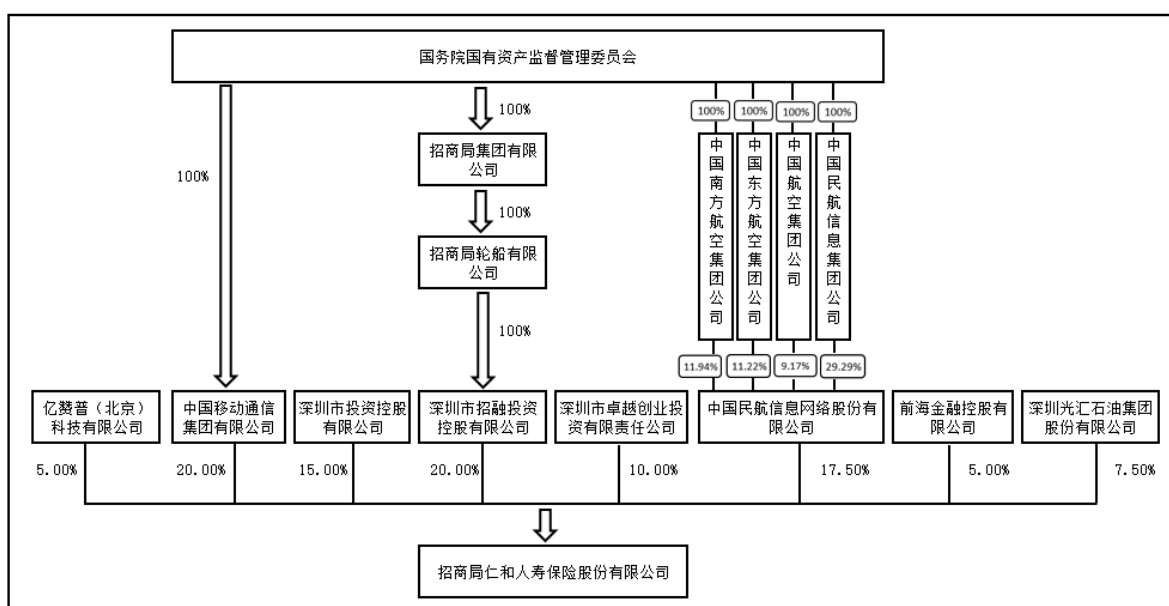 国务院国有资产监督管理委员会
100%
100%
100%
100%
100%
招商局集团有限
公司
中国南方航空集团公司
中国东方航空集团公司
中国航空集团公司
中国民航信息集团公司
100%
100%
招商局轮船有限
公司
100%
11.94%
11.22%
9.17%
29.29%
亿赞普（北京）
科技有限公司
中国移动通信
集团有限公司
深圳市投资控股
有限公司
深圳市招融投资
控股有限公司
深圳市卓越创业投
资有限责任公司
中国民航信息网络股份有
限公司
前海金融控股有
限公司
深圳光汇石油集团
股份有限公司
5.00%
20.00%
15.00%
20.00%
10.00%
17.50%
5.00%
7.50%
招商局仁和人寿保险股份有限公司